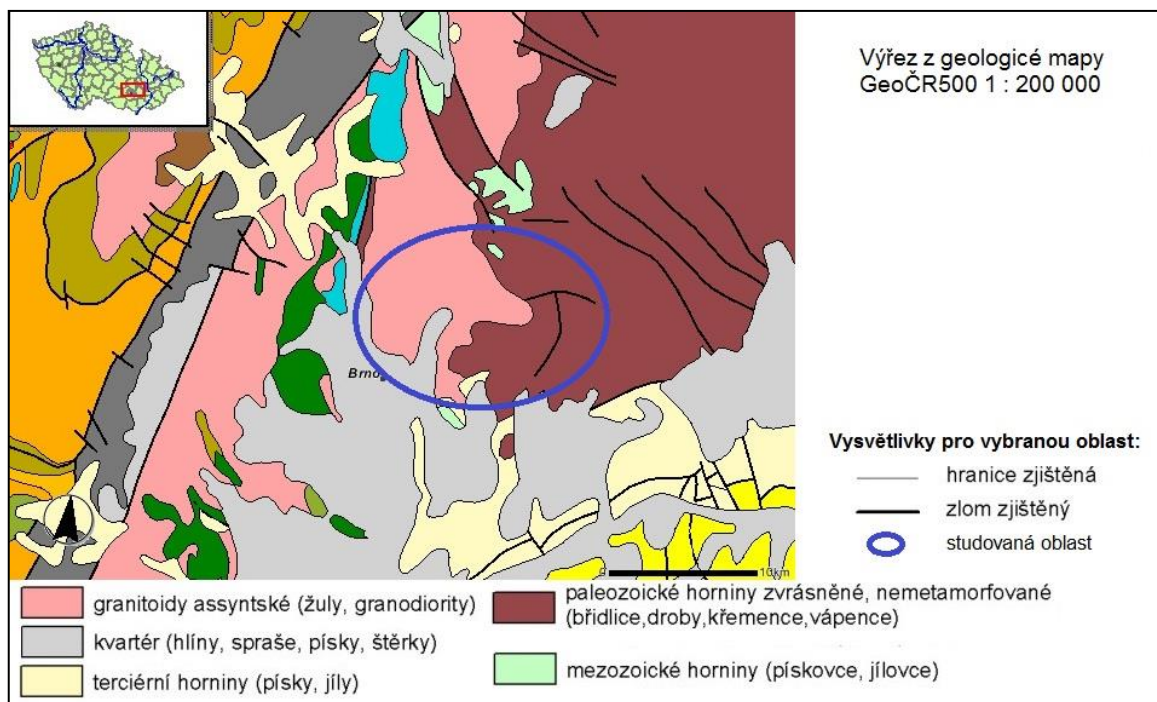 Výřez z geologicé mapy
GeoČR500 1 : 200 000
Brno
Vysvětlivky pro vybranou oblast:
hranice zjištěná
zlom zjištěný
studovaná oblast
0 10km
granitoidy assyntské (žuly, granodiority)
kvartér (hlíny, spraše, písky, štěrky)
terciérní horniny (písky, jíly)
paleozoické horniny zvrásněné, nemetamorfované
(břidlice,droby,křemence,vápence)
mezozoické horniny (pískovce, jílovce)